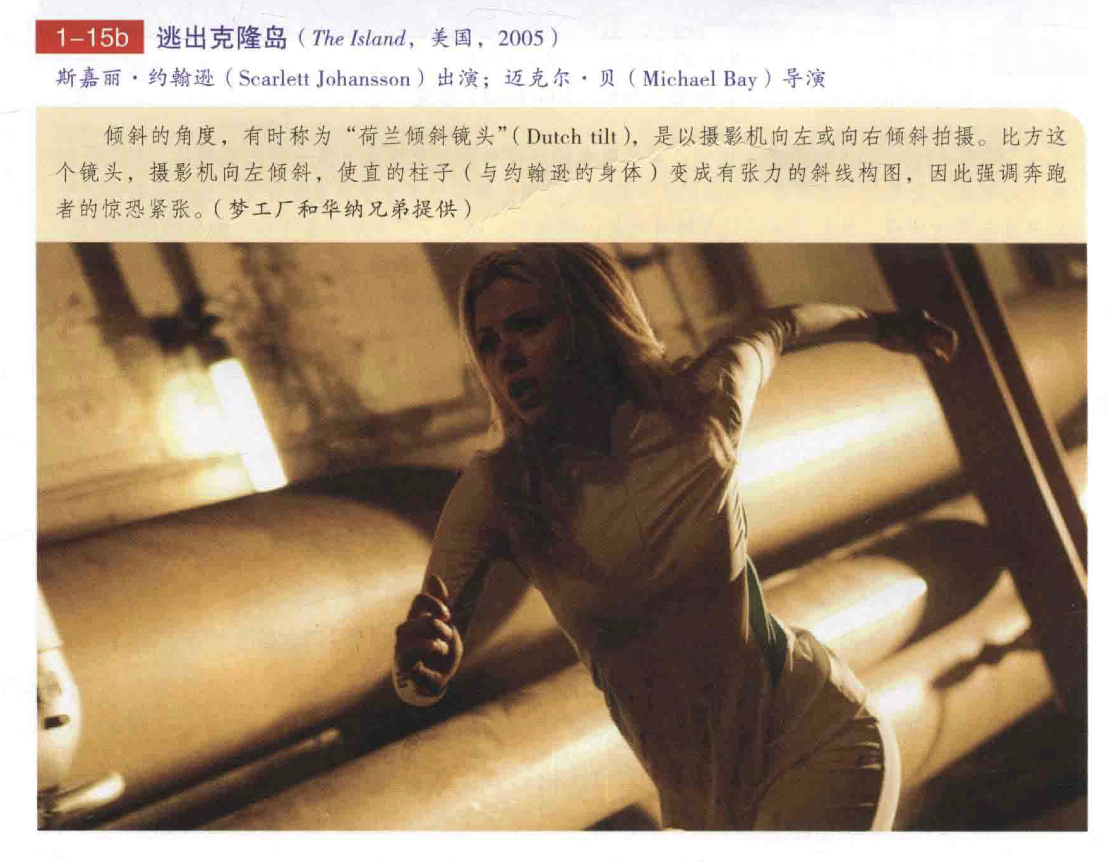 1-15b 逃出克隆岛（The Island，美国，2005）
斯嘉丽·约翰逊（Scarlett Johansson）出演；迈克尔·贝（Michael Bay）导演
倾斜的角度，有时称为“荷兰倾斜镜头”（Dutch tilt），是以摄影机向左或向右倾斜拍摄。比方这
个镜头，摄影机向左倾斜，使直的柱子（与约翰逊的身体）变成有张力的斜线构图，因此强调奔跑
者的惊恐紧张。（梦工厂和华纳兄弟提供）